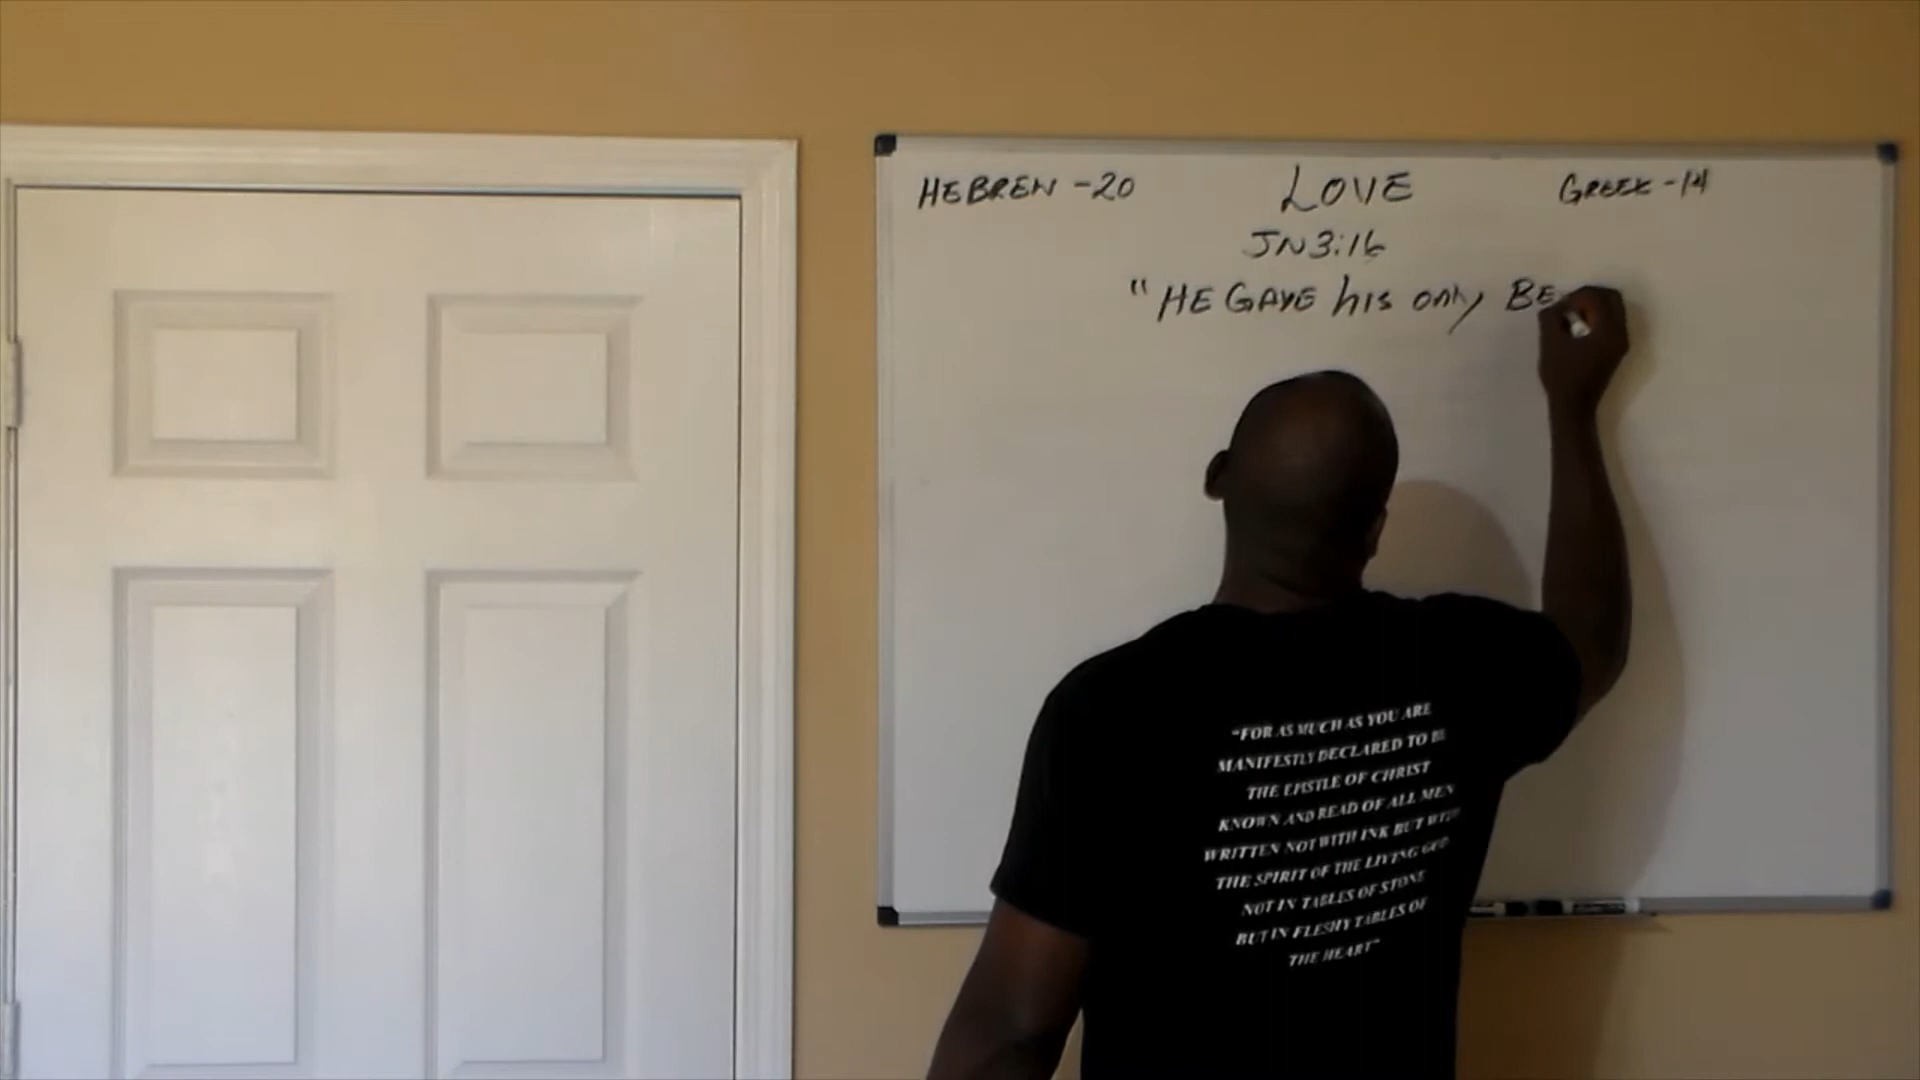 HEBREW -20 LOVE GREEK -14
JN 3:16
"HE GAVE his only BE
"FOR AS MUCH AS YOU ARE
MANIFESTLY DECLARED TO BE
THE EPISTLE OF CHRIST
KNOWN AND READ OF ALL MEN
WRITTEN NOT WITH INK BUT WITH
THE SPIRIT OF THE LIVING GOD
NOT IN TABLES OF STONE
BUT IN FLESHY TABLES OF
THE HEART"